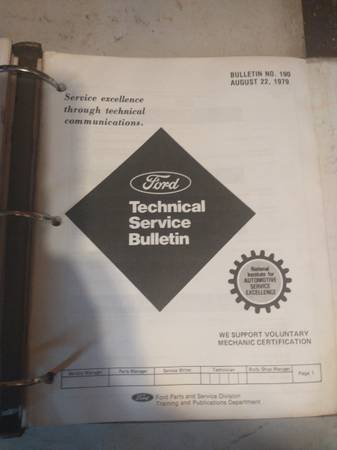 BULLETIN NO. 190
AUGUST 22, 1979
Service excellence
through technical
communications.
Ford
Technical
Service
Bulletin
National
Institute for
AUTOMOTIVE
SERVICE
EXCELLENCE
WE SUPPORT VOLUNTARY
MECHANIC CERTIFICATION
Service Manager Parts Manager Service Writer Technician Body Shop Manager Page 1
Ford Ford Parts and Service Division
Training and Publications Department